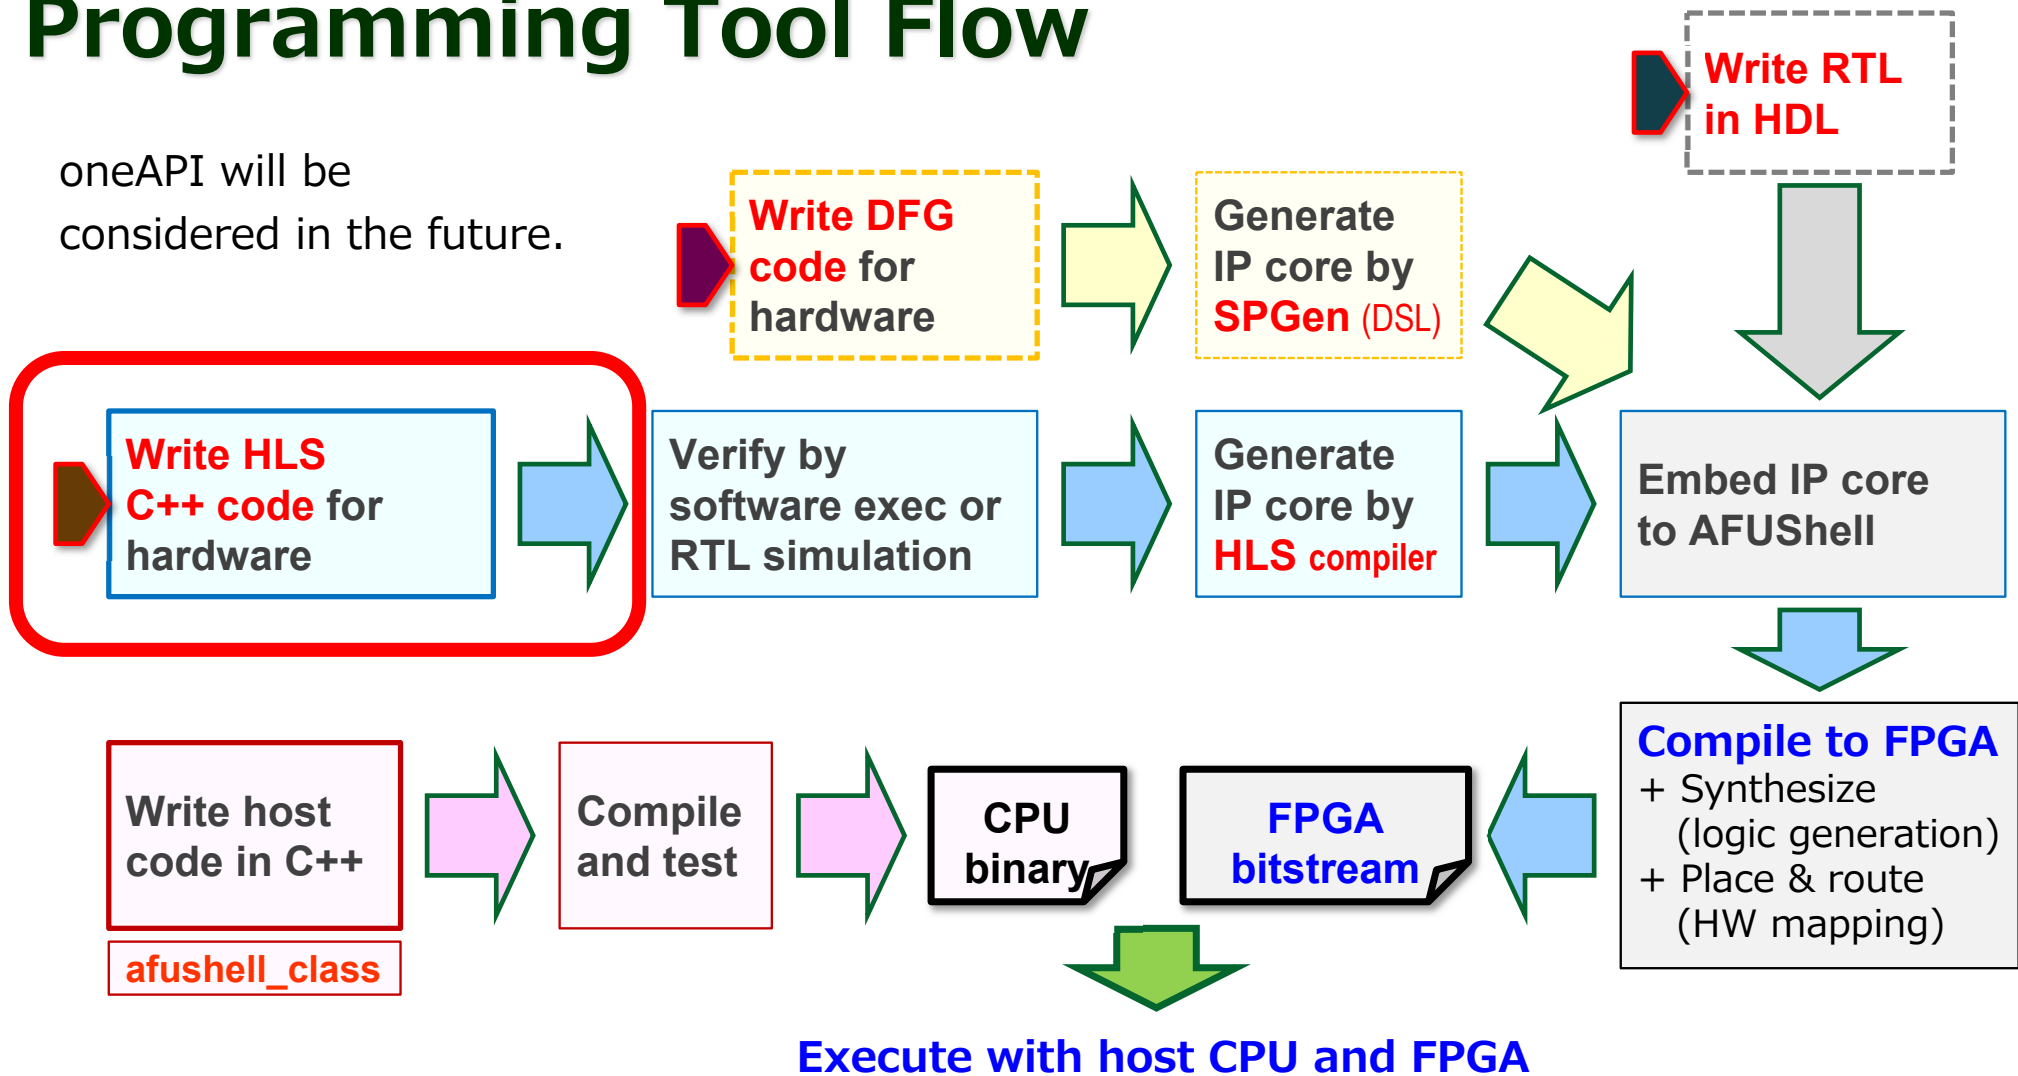 Programming Tool Flow
oneAPI will be
considered in the future.
Write RTL
in HDL
Write DFG
code for
hardware
Generate
IP core by
SPGen (DSL)
Write HLS
C++ code for
hardware
Verify by
software exec or
RTL simulation
Generate
IP core by
HLS compiler
Embed IP core
to AFUShell
Compile to FPGA
+ Synthesize
(logic generation)
+ Place & route
(HW mapping)
Write host
code in C++
afushell_class
Compile
and test
CPU
binary
FPGA
bitstream
Execute with host CPU and FPGA